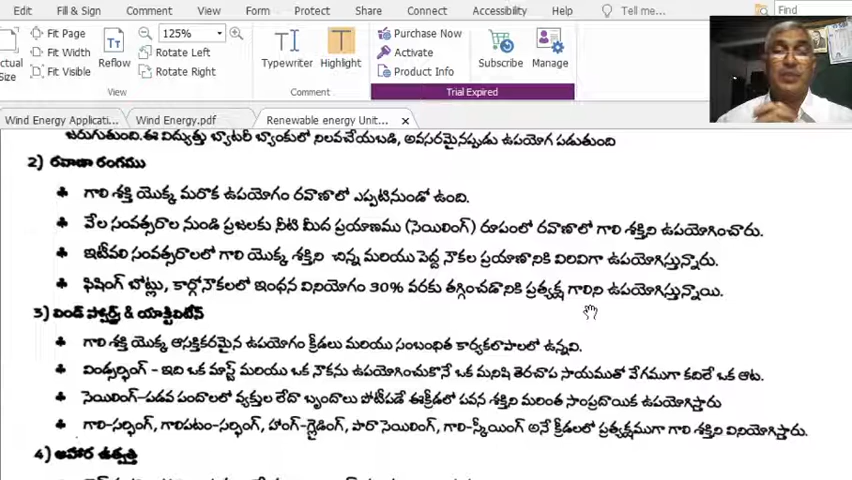 Edit Fill & Sign Comment View Form Protect Share Connect Accessibility Help Tell me... Find
Fit Page 125% Purchase Now
Actual Size Fit Width Reflow Rotate Left Typewriter Highlight Activate Subscribe Manage
Fit Visible Rotate Right Product Info
View Comment Trial Expired
Wind Energy Applicati... Wind Energy.pdf Renewable energy Unit... ×
జరుగుతుంది.ఈ విద్యుత్తు బ్యాటరీ బ్యాంకులో నిలవచేయబడి, అవసరమైనప్పుడు ఉపయోగ పడుతుంది
2) రవాణా రంగము
♣ గాలి శక్తి యొక్క మరొక ఉపయోగం రవాణాలో ఎప్పటినుండో ఉంది.
♣ వేల సంవత్సరాల నుండి ప్రజలకు నీటి మీద ప్రయాణము (సెయిలింగ్) రూపంలో రవాణాలో గాలి శక్తిని ఉపయోగించారు.
♣ ఇటీవలి సంవత్సరాలలో గాలి యొక్క శక్తిని చిన్న మరియు పెద్ద నౌకల ప్రయాణానికి విరివిగా ఉపయోగిస్తున్నారు.
♣ ఫిషింగ్ బోట్లు, కార్గోనౌకలలో ఇంధన వినియోగం 30% వరకు తగ్గించడానికి ప్రత్యక్ష గాలిని ఉపయోగిస్తున్నాయి.
3) విండ్ స్పోర్ట్స్ & యాక్టివిటీస్
♣ గాలి శక్తి యొక్క ఆసక్తికరమైన ఉపయోగం క్రీడలు మరియు సంబంధిత కార్యకలాపాలలో ఉన్నవి.
♣ విండ్సర్ఫింగ్ - ఇది ఒక మాస్ట్ మరియు ఒక నౌకను ఉపయోగించుకొనే ఒక మనిషి తెరచాప సాయముతో వేగముగా కదిలే ఒక ఆట.
♣ సెయిలింగ్-పడవ పందాలలో వ్యక్తుల లేదా బృందాలు పోటీపడే ఈక్రీడలో పవన శక్తిని మరింత సాంప్రదాయిక ఉపయోగిస్తారు
♣ గాలి-సర్ఫింగ్, గాలిపటం-సర్ఫింగ్, హాంగ్-గ్లైడింగ్, పారా సెయిలింగ్, గాలి-స్కీయింగ్ అనే క్రీడలలో ప్రత్యక్షముగా గాలి శక్తిని వినియోగిస్తారు.
4) ఆహార ఉత్పత్తి